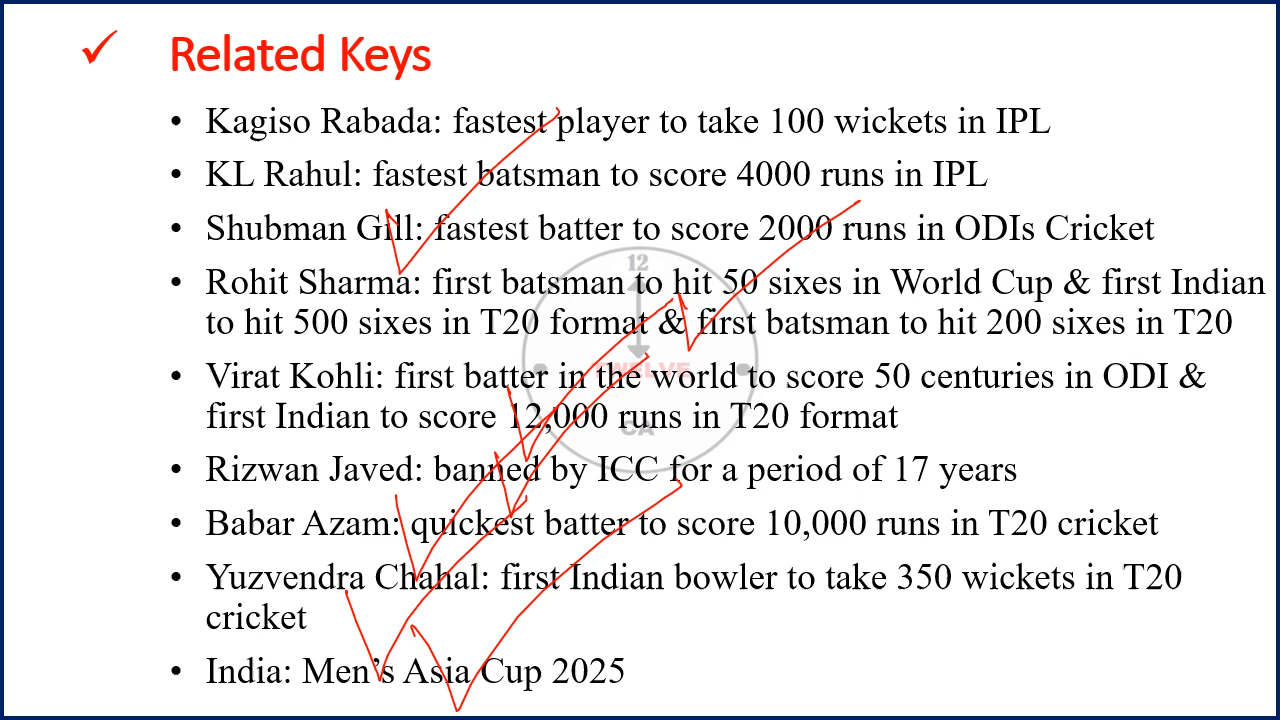 ✓ Related Keys
• Kagiso Rabada: fastest player to take 100 wickets in IPL
• KL Rahul: fastest batsman to score 4000 runs in IPL
• Shubman Gill: fastest batter to score 2000 runs in ODIs Cricket
• Rohit Sharma: first batsman to hit 50 sixes in World Cup & first Indian
to hit 500 sixes in T20 format & first batsman to hit 200 sixes in T20
• Virat Kohli: first batter in the world to score 50 centuries in ODI &
first Indian to score 12,000 runs in T20 format
• Rizwan Javed: banned by ICC for a period of 17 years
• Babar Azam: quickest batter to score 10,000 runs in T20 cricket
• Yuzvendra Chahal: first Indian bowler to take 350 wickets in T20
cricket
• India: Men’s Asia Cup 2025
12
TWELVE
CA